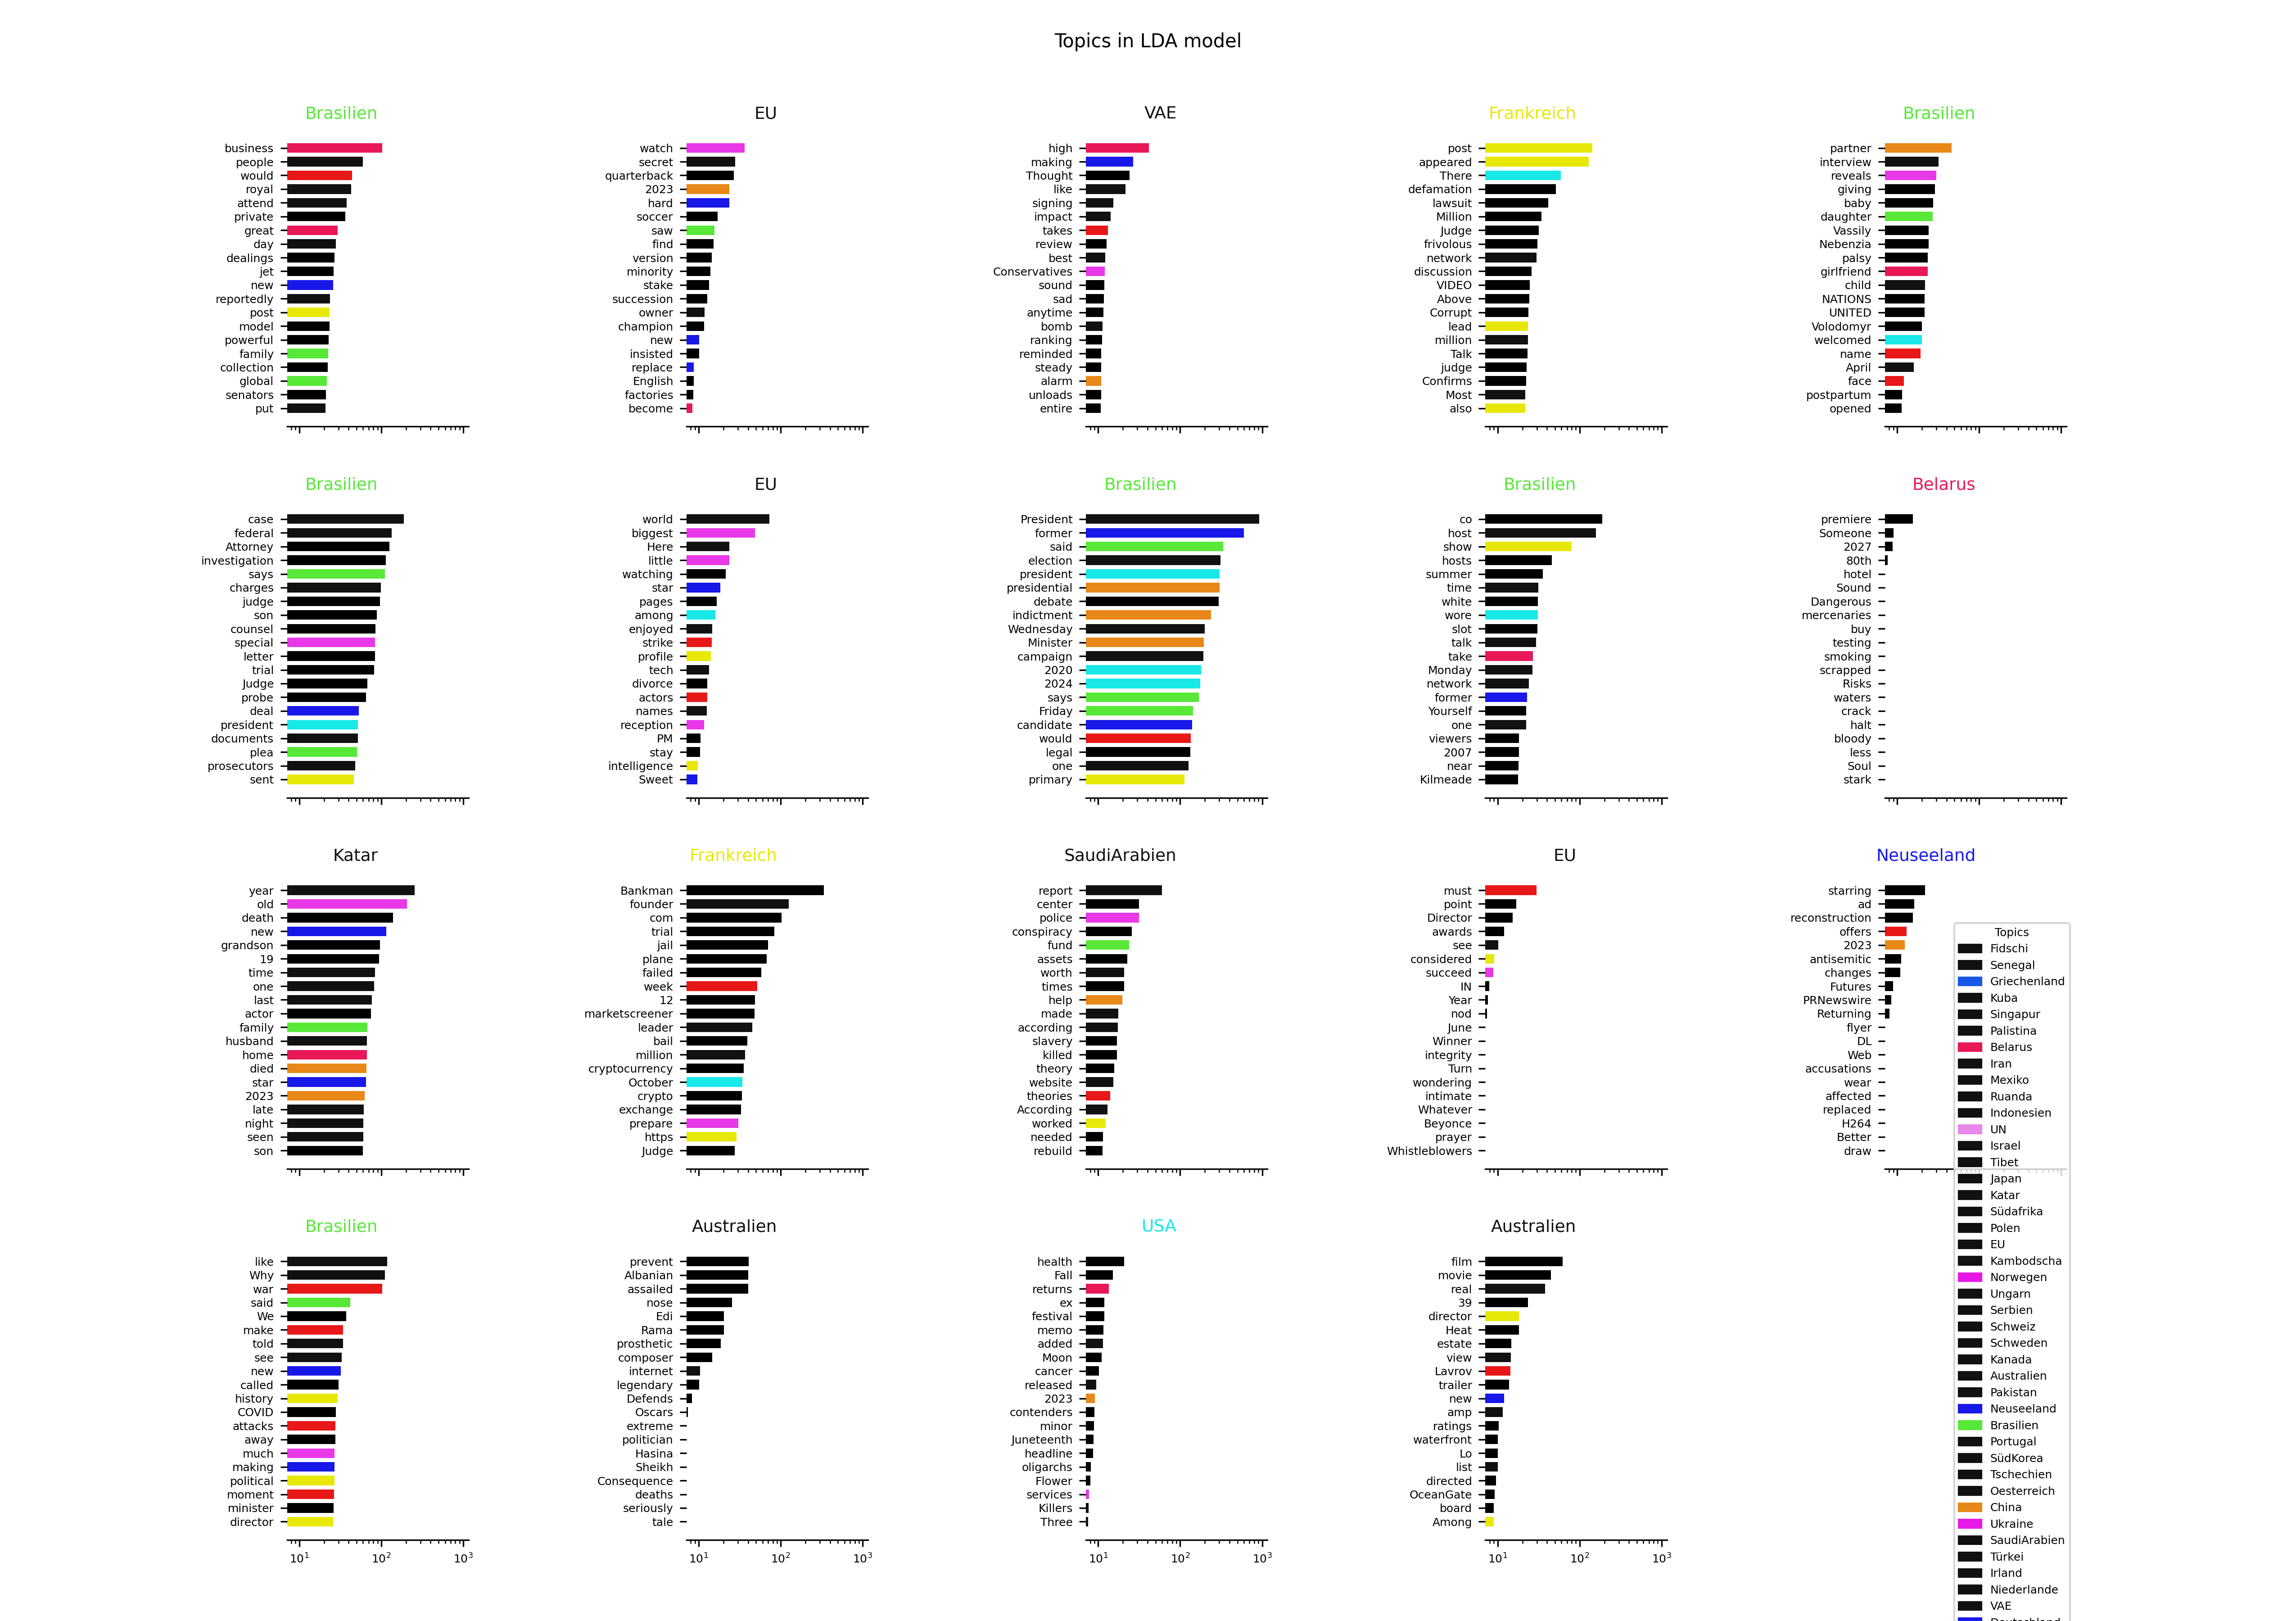 Topics in LDA model
Brasilien
business
people
would
royal
attend
private
great
day
dealings
jet
new
reportedly
post
model
powerful
family
collection
global
senators
put
EU
watch
secret
quarterback
2023
hard
soccer
saw
find
version
minority
stake
succession
owner
champion
new
insisted
replace
English
factories
become
VAE
high
making
Thought
like
signing
impact
takes
review
best
Conservatives
sound
sad
anytime
bomb
ranking
reminded
steady
alarm
unloads
entire
Frankreich
post
appeared
There
defamation
lawsuit
Million
Judge
frivolous
network
discussion
VIDEO
Above
Corrupt
lead
million
Talk
judge
Confirms
Most
also
Brasilien
partner
interview
reveals
giving
baby
daughter
Vassily
Nebenzia
palsy
girlfriend
child
NATIONS
UNITED
Volodomyr
welcomed
name
April
face
postpartum
opened
Brasilien
case
federal
Attorney
investigation
says
charges
judge
son
counsel
special
letter
trial
Judge
probe
deal
president
documents
plea
prosecutors
sent
EU
world
biggest
Here
little
watching
star
pages
among
enjoyed
strike
profile
tech
divorce
actors
names
reception
PM
stay
intelligence
Sweet
Brasilien
President
former
said
election
president
presidential
debate
indictment
Wednesday
Minister
campaign
2020
2024
says
Friday
candidate
would
legal
one
primary
Brasilien
co
host
show
hosts
summer
time
white
wore
slot
talk
take
Monday
network
former
Yourself
one
viewers
2007
near
Kilmeade
Belarus
premiere
Someone
2027
80th
hotel
Sound
Dangerous
mercenaries
buy
testing
smoking
scrapped
Risks
waters
crack
halt
bloody
less
Soul
stark
Katar
year
old
death
new
grandson
19
time
one
last
actor
family
husband
home
died
star
2023
late
night
seen
son
Frankreich
Bankman
founder
com
trial
jail
plane
failed
week
12
marketscreener
leader
bail
million
cryptocurrency
October
crypto
exchange
prepare
https
Judge
SaudiArabien
report
center
police
conspiracy
fund
assets
worth
times
help
made
according
slavery
killed
theory
website
theories
According
worked
needed
rebuild
EU
must
point
Director
awards
see
considered
succeed
IN
Year
nod
June
Winner
integrity
Turn
wondering
intimate
Whatever
Beyonce
prayer
Whistleblowers
Neuseeland
starring
ad
reconstruction
offers
2023
antisemitic
changes
Futures
PRNewswire
Returning
flyer
DL
Web
accusations
wear
affected
replaced
H264
Better
draw
Brasilien
like
Why
war
said
We
make
told
see
new
called
history
COVID
attacks
away
much
making
political
moment
minister
director
10¹ 10² 10³
Australien
prevent
Albanian
assailed
nose
Edi
Rama
prosthetic
composer
internet
legendary
Defends
Oscars
extreme
politician
Hasina
Sheikh
Consequence
deaths
seriously
tale
10¹ 10² 10³
USA
health
Fall
returns
ex
festival
memo
added
Moon
cancer
released
2023
contenders
minor
Juneteenth
headline
oligarchs
Flower
services
Killers
Three
10¹ 10² 10³
Australien
film
movie
real
39
director
Heat
estate
view
Lavrov
trailer
new
amp
ratings
waterfront
Lo
list
directed
OceanGate
board
Among
10¹ 10² 10³
Topics
Fidschi
Senegal
Griechenland
Kuba
Singapur
Palistina
Belarus
Iran
Mexiko
Ruanda
Indonesien
UN
Israel
Tibet
Japan
Katar
Südafrika
Polen
EU
Kambodscha
Norwegen
Ungarn
Serbien
Schweiz
Schweden
Kanada
Australien
Pakistan
Neuseeland
Brasilien
Portugal
SüdKorea
Tschechien
Oesterreich
China
Ukraine
SaudiArabien
Türkei
Irland
Niederlande
VAE